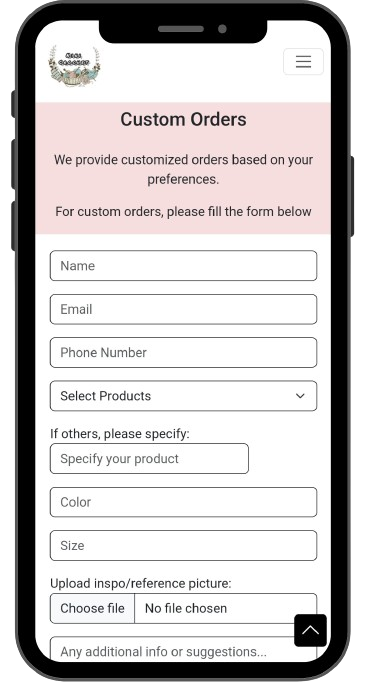 Custom Orders
We provide customized orders based on your
preferences.
For custom orders, please fill the form below
Name
Email
Phone Number
Select Products
If others, please specify:
Specify your product
Color
Size
Upload inspo/reference picture:
Choose file No file chosen
Any additional info or suggestions...